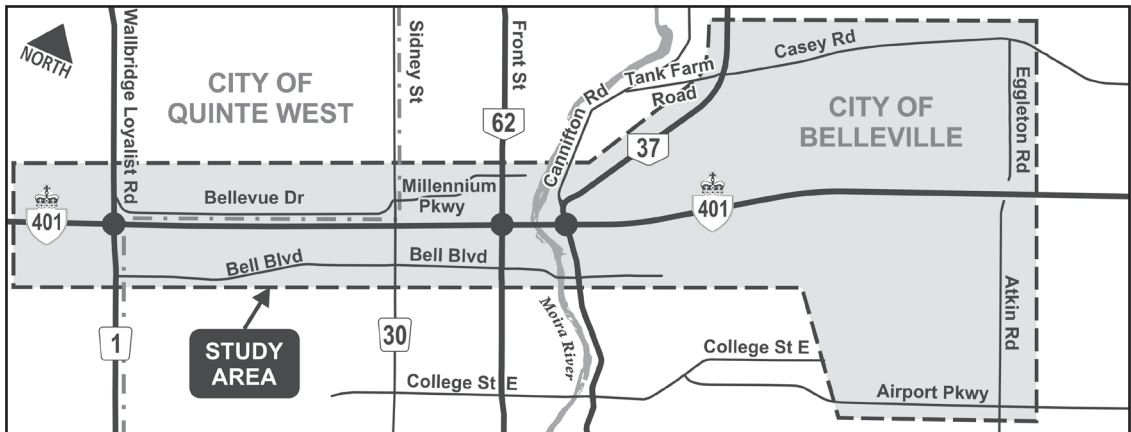 NORTH
Wallbridge Loyalist Rd
CITY OF
QUINTE WEST
Sidney St
Front St
62
Cannifton Rd
Tank Farm
Road
Casey Rd
37
CITY OF
BELLEVILLE
Eggleton Rd
401
Bellevue Dr
Millennium
Pkwy
401
Bell Blvd
Bell Blvd
Moira River
Atkin Rd
1
STUDY
AREA
30
College St E
College St E
Airport Pkwy